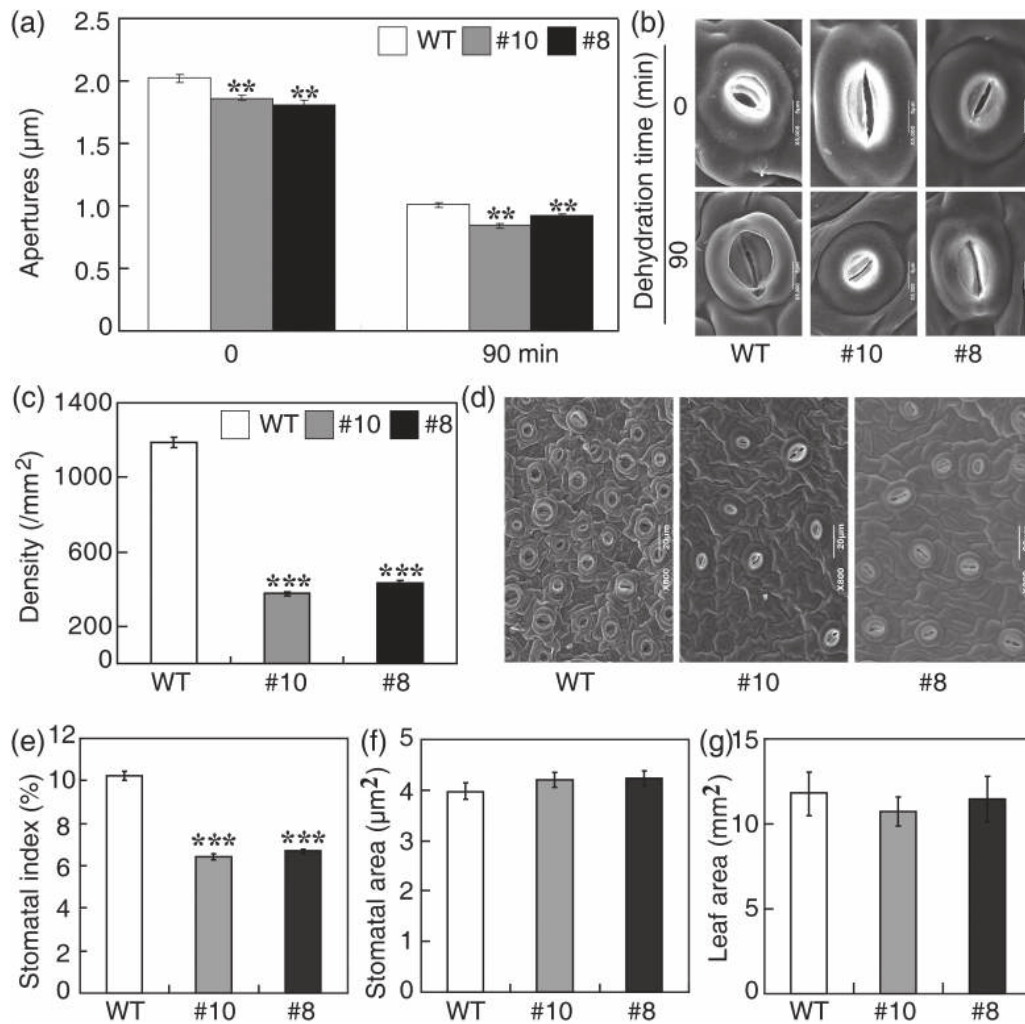 (a)
2.5
2.0
1.5
1.0
0.5
0
Apertures (µm)
WT #10 #8
** **
** **
0 90 min
(b)
Dehydration time (min)
0
90
WT #10 #8
(c)
1400
1000
600
200
0
Density (/mm²)
WT #10 #8
*** ***
WT #10 #8
(d)
X800 20µm
WT #10 #8
(e)
12
10
8
6
4
2
0
Stomatal index (%)
*** ***
WT #10 #8
(f)
5
4
3
2
1
0
Stomatal area (µm²)
WT #10 #8
(g)
15
10
5
0
Leaf area (mm²)
WT #10 #8